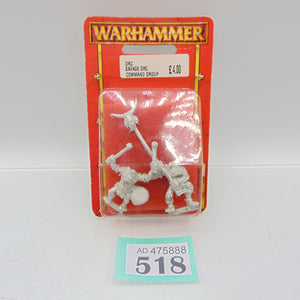 WARHAMMER
ORC
SAVAGE ORC
COMMAND GROUP
£4.00
AD 475888
518